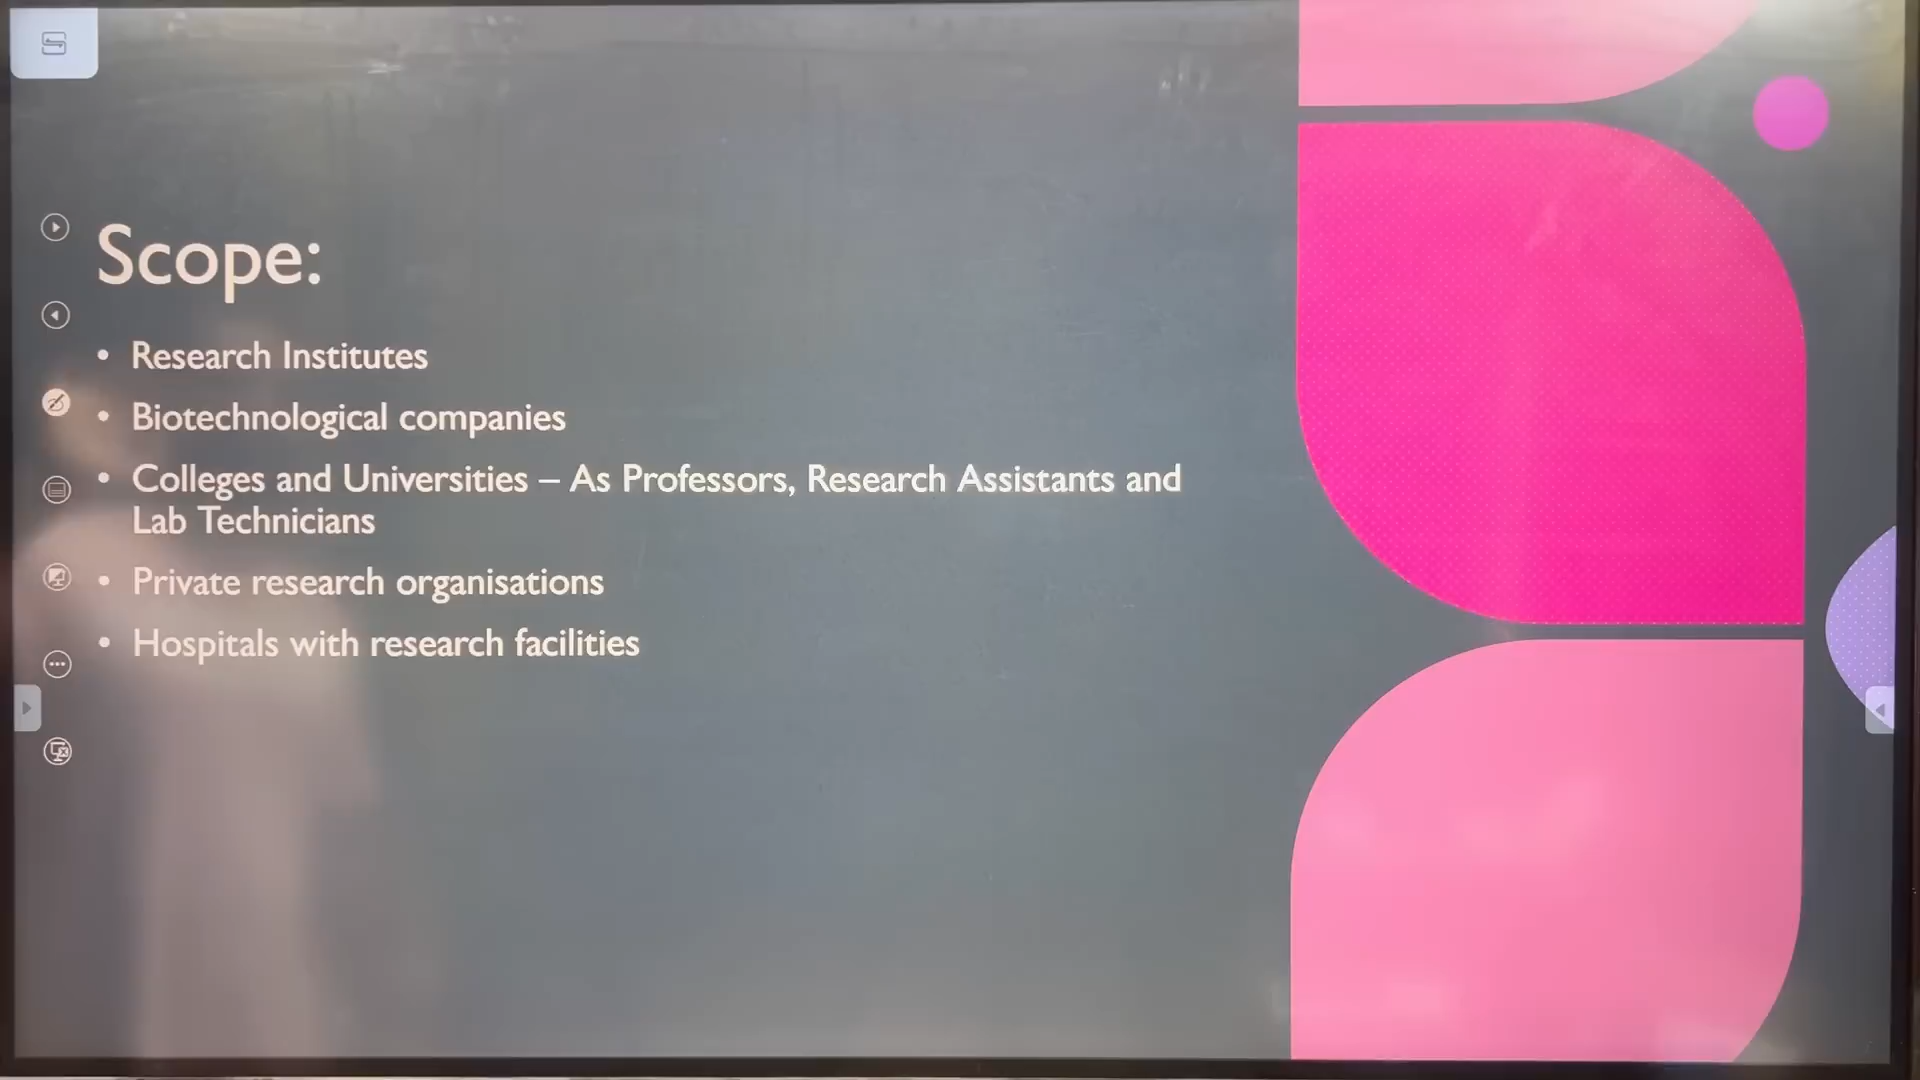 Scope:
• Research Institutes
• Biotechnological companies
• Colleges and Universities – As Professors, Research Assistants and
Lab Technicians
• Private research organisations
• Hospitals with research facilities